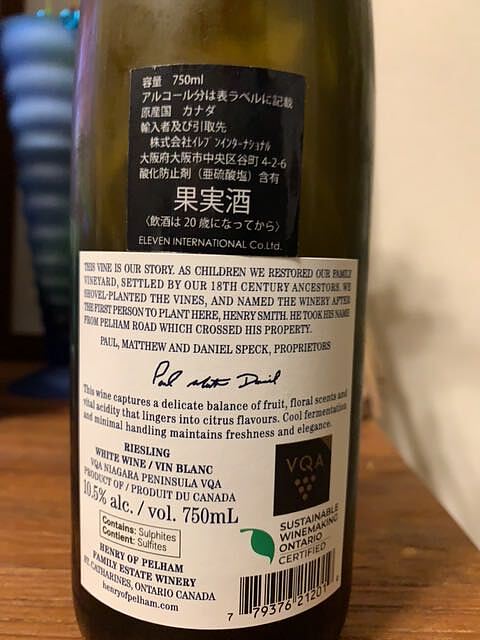 容量 750ml
アルコール分は表ラベルに記載
原産国 カナダ
輸入者及び引取先
株式会社イレブンインターナショナル
大阪府大阪市中央区谷町 4-2-6
酸化防止剤（亜硫酸塩）含有
果実酒
〈飲酒は20歳になってから〉
ELEVEN INTERNATIONAL Co.Ltd.
THIS VINE IS OUR STORY. AS CHILDREN WE RESTORED OUR FAMILY
VINEYARD, SETTLED BY OUR 18TH CENTURY ANCESTORS. WE
SHOVEL-PLANTED THE VINES, AND NAMED THE WINERY AFTER
THE FIRST PERSON TO PLANT HERE, HENRY SMITH. HE TOOK HIS NAME
FROM PELHAM ROAD WHICH CROSSED HIS PROPERTY.
PAUL, MATTHEW AND DANIEL SPECK, PROPRIETORS
Paul Matt Daniel
This wine captures a delicate balance of fruit, floral scents and
vital acidity that lingers into citrus flavours. Cool fermentation
and minimal handling maintains freshness and elegance.
RIESLING
WHITE WINE / VIN BLANC
VQA NIAGARA PENINSULA VQA
PRODUCT OF / PRODUIT DU CANADA
10.5% alc. / vol. 750mL
Contains: Sulphites
Contient: Sulfites
HENRY OF PELHAM
FAMILY ESTATE WINERY
ST. CATHARINES, ONTARIO CANADA
henryofpelham.com
VQA
SUSTAINABLE
WINEMAKING
ONTARIO
CERTIFIED
7 79376 21201